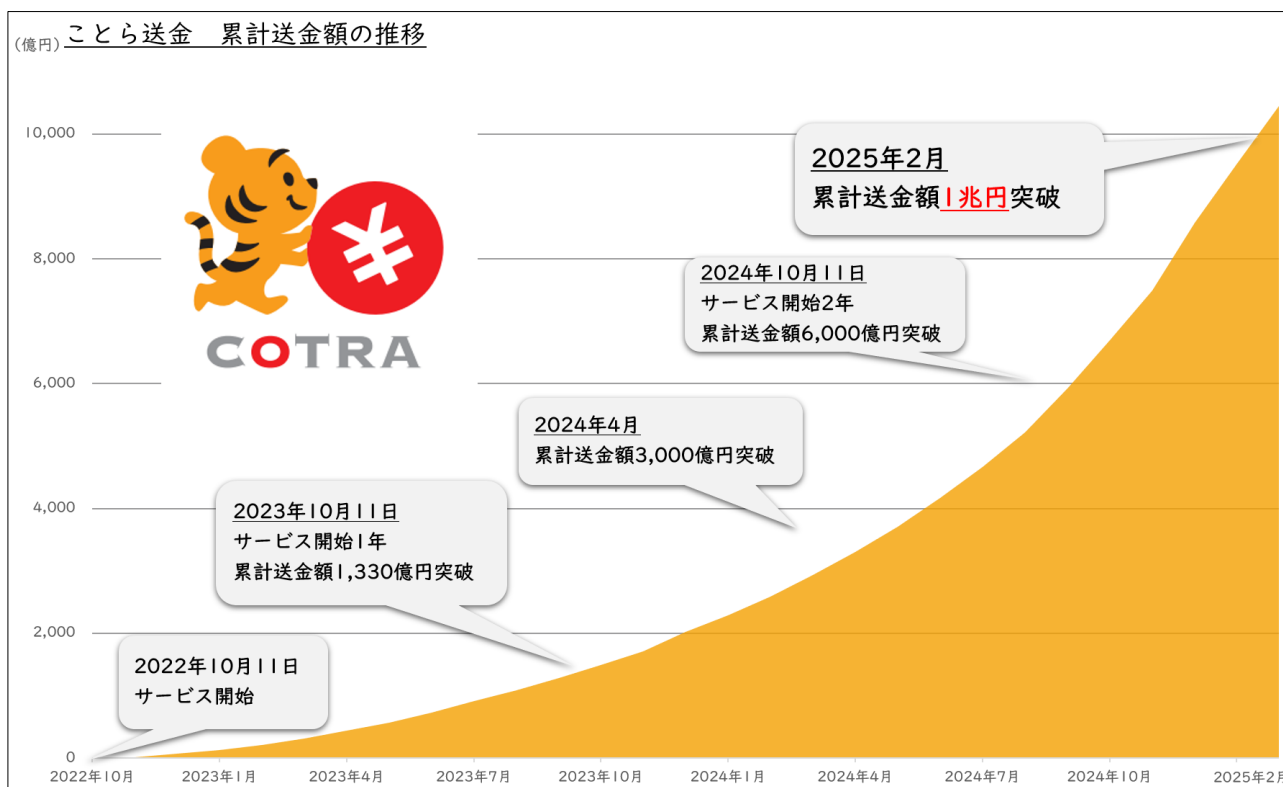 (億円) ことら送金　累計送金額の推移
10,000
8,000
6,000
4,000
2,000
0
¥
COTRA
2025年2月
累計送金額1兆円突破
2024年10月11日
サービス開始2年
累計送金額6,000億円突破
2024年4月
累計送金額3,000億円突破
2023年10月11日
サービス開始1年
累計送金額1,330億円突破
2022年10月11日
サービス開始
2022年10月 2023年1月 2023年4月 2023年7月 2023年10月 2024年1月 2024年4月 2024年7月 2024年10月 2025年2月